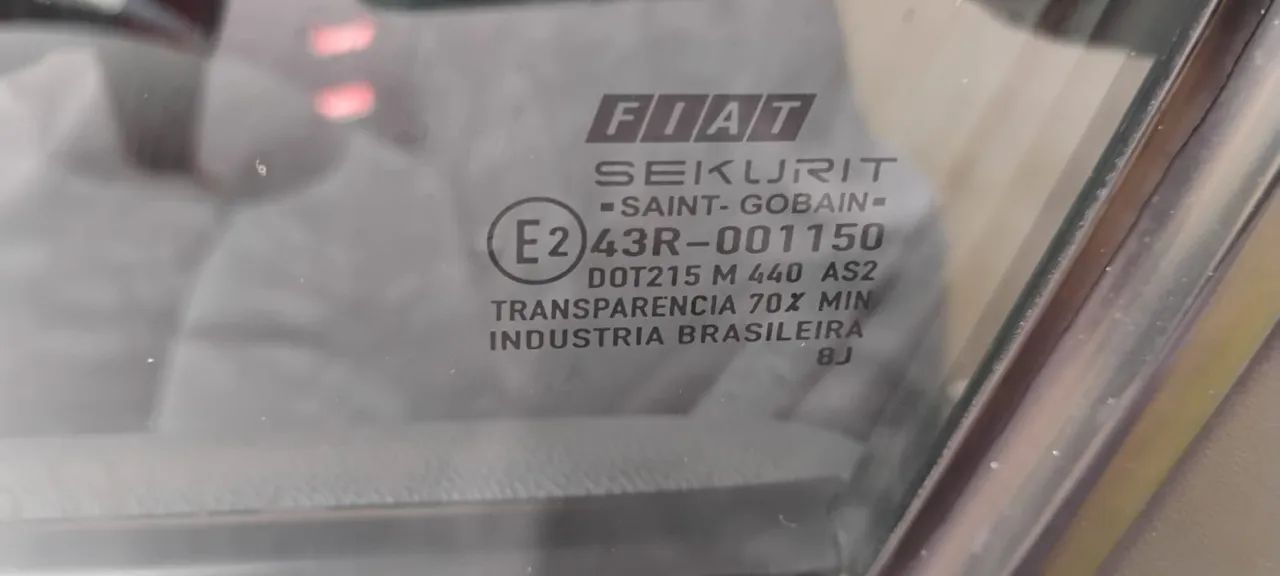 FIAT
SEKURIT
▪SAINT- GOBAIN▪
E2 43R-001150
DOT215 M 440 AS2
TRANSPARENCIA 70% MIN
INDUSTRIA BRASILEIRA
8J